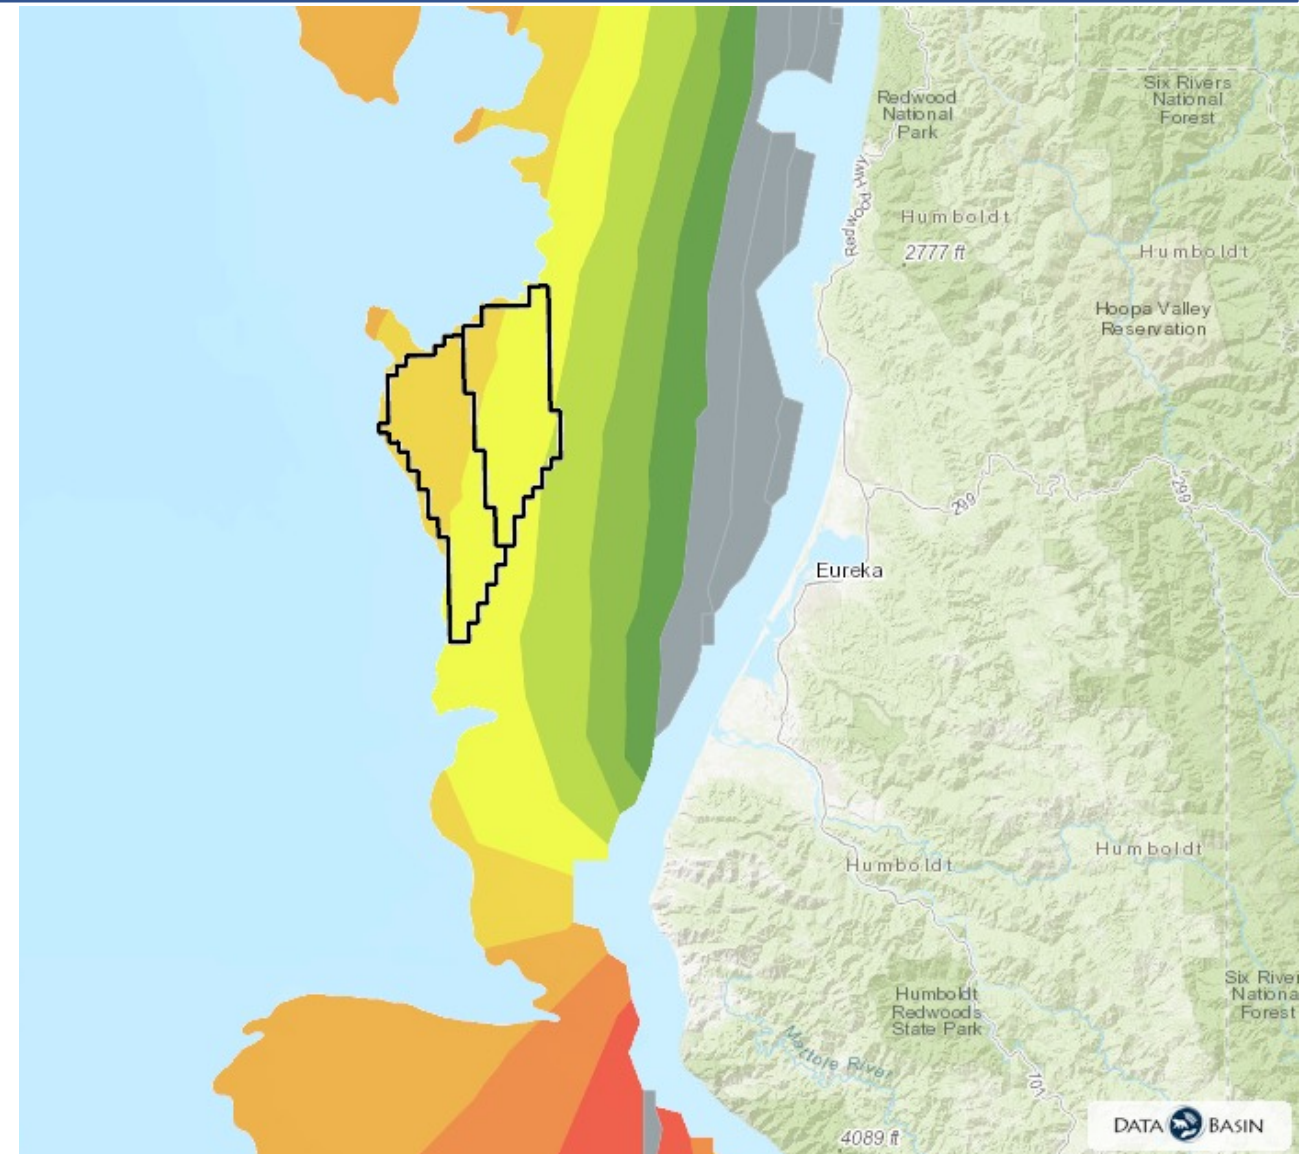 Six Rivers
National
Forest
Redwood
National
Park
Redwood Hwy
Humboldt
2777 ft
Humboldt
Hoopa Valley
Reservation
299
299
Eureka
Humboldt
Humboldt
Six River
Nationa
Forest
Humboldt
Redwoods
State Park
Mattole River
101
4089 ft
DATA BASIN